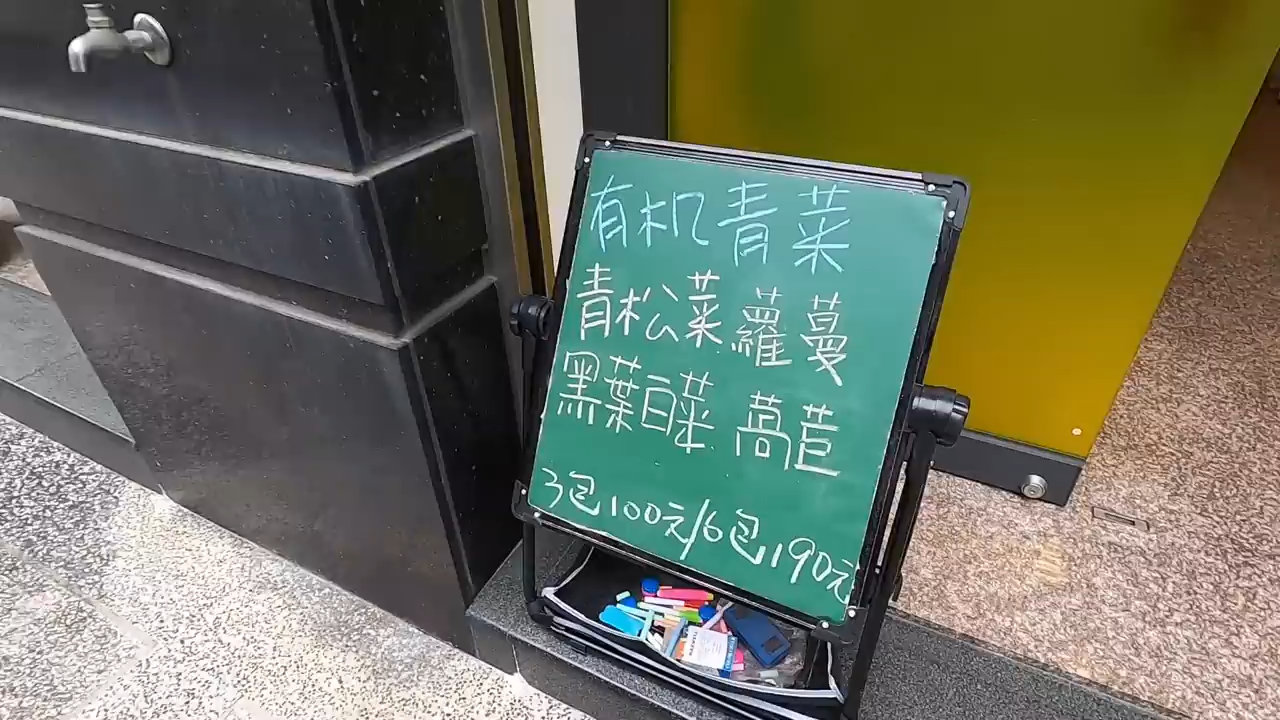 有机青菜
青松菜 蘿蔓
黑葉白菜 萵苣
3包100元/6包190元